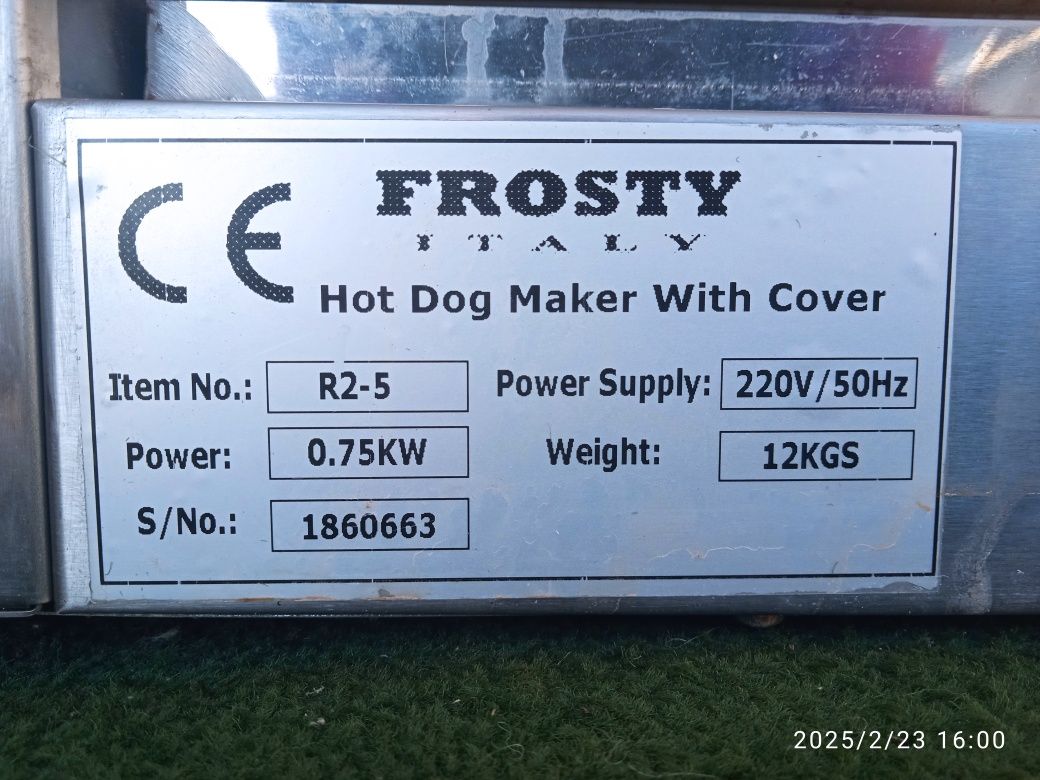 CE FROSTY
ITALY
Hot Dog Maker With Cover
Item No.: R2-5 Power Supply: 220V/50Hz
Power: 0.75KW Weight: 12KGS
S/No.: 1860663
2025/2/23 16:00